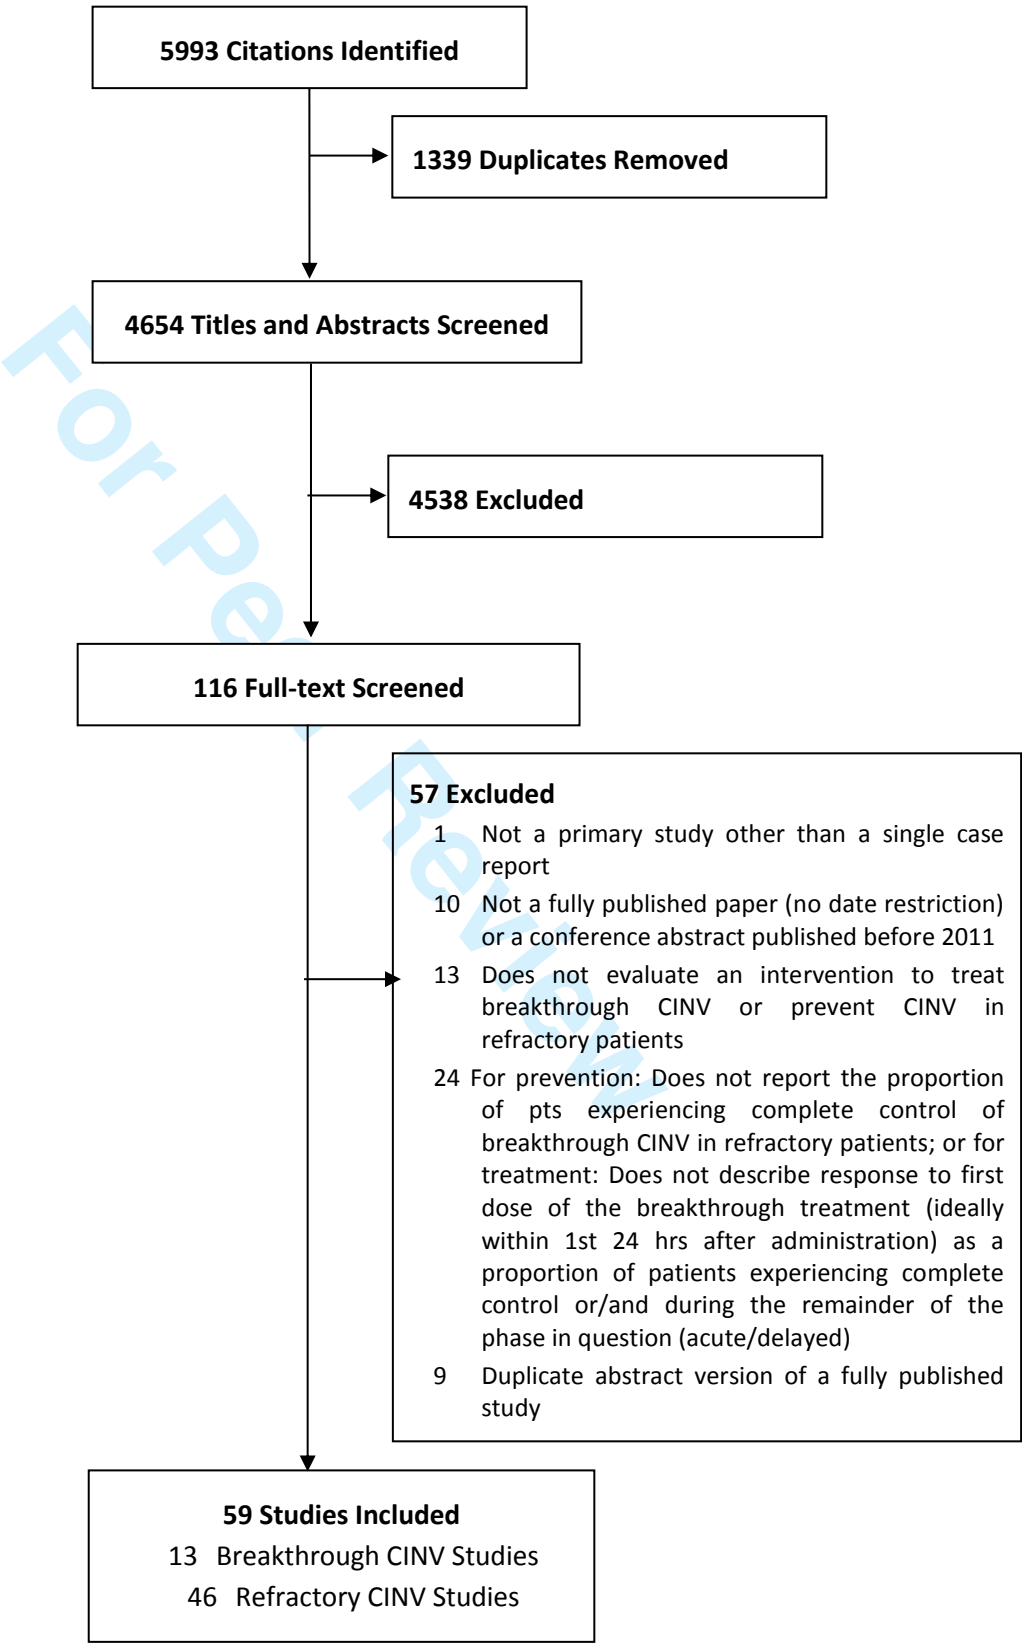 5993 Citations Identified
1339 Duplicates Removed
4654 Titles and Abstracts Screened
4538 Excluded
116 Full-text Screened
57 Excluded
1 Not a primary study other than a single case
report
10 Not a fully published paper (no date restriction)
or a conference abstract published before 2011
13 Does not evaluate an intervention to treat
breakthrough CINV or prevent CINV in
refractory patients
24 For prevention: Does not report the proportion
of pts experiencing complete control of
breakthrough CINV in refractory patients; or for
treatment: Does not describe response to first
dose of the breakthrough treatment (ideally
within 1st 24 hrs after administration) as a
proportion of patients experiencing complete
control or/and during the remainder of the
phase in question (acute/delayed)
9 Duplicate abstract version of a fully published
study
59 Studies Included
13 Breakthrough CINV Studies
46 Refractory CINV Studies
For Peer Review